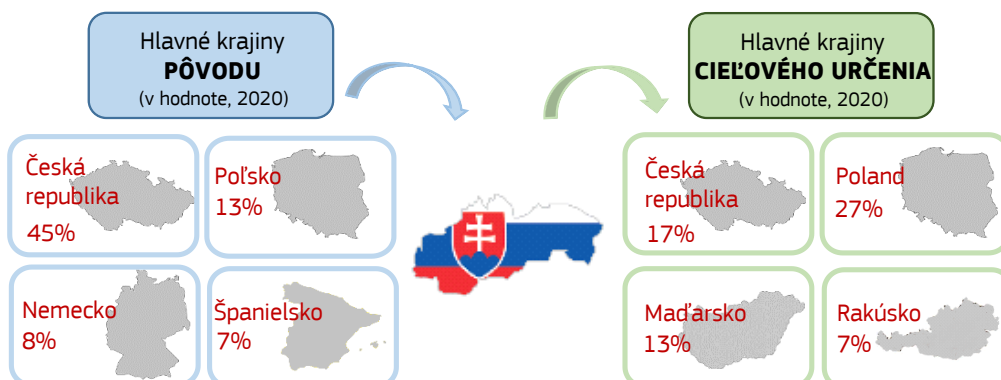 Hlavné krajiny
PÔVODU
(v hodnote, 2020)
Hlavné krajiny
CIEĽOVÉHO URČENIA
(v hodnote, 2020)
Česká
republika
45%
Poľsko
13%
Nemecko
8%
Španielsko
7%
Česká
republika
17%
Poland
27%
Maďarsko
13%
Rakúsko
7%